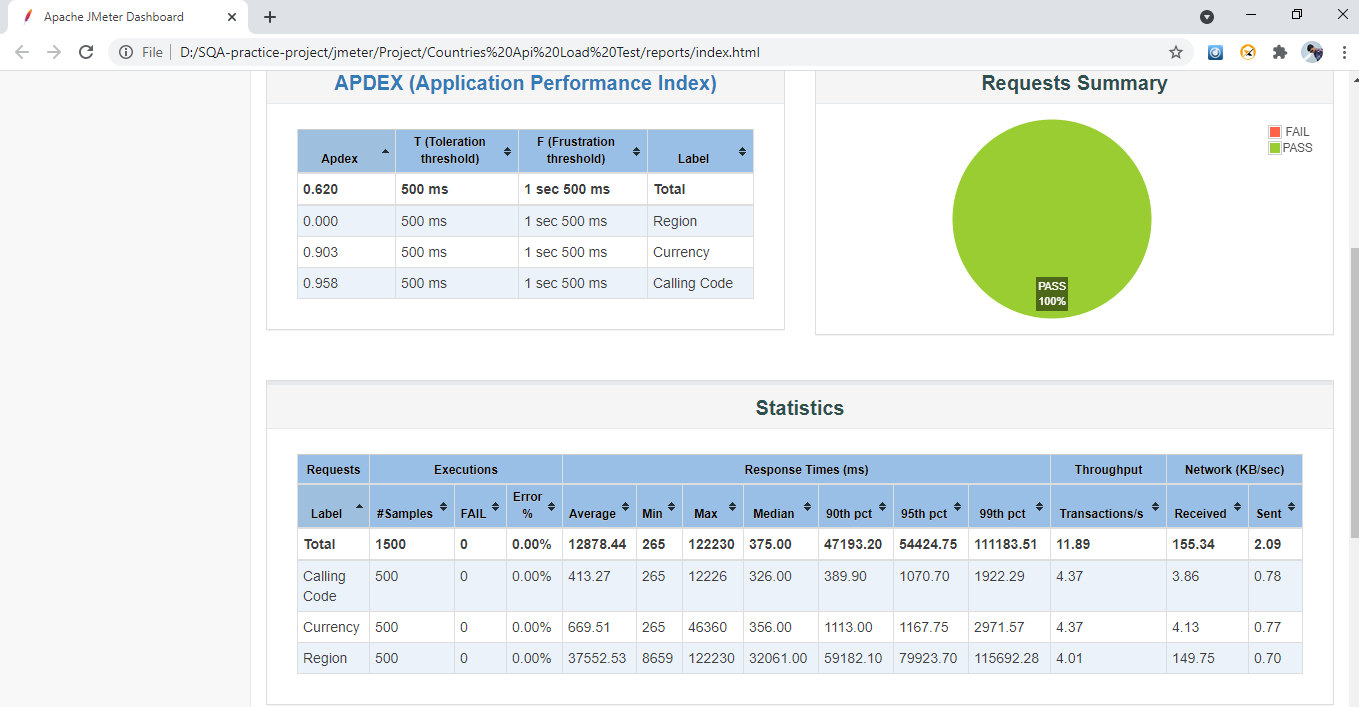 Apache JMeter Dashboard
File D:/SQA-practice-project/jmeter/Project/Countries%20Api%20Load%20Test/reports/index.html
APDEX (Application Performance Index)
Apdex T (Toleration threshold) F (Frustration threshold) Label
0.620 500 ms 1 sec 500 ms Total
0.000 500 ms 1 sec 500 ms Region
0.903 500 ms 1 sec 500 ms Currency
0.958 500 ms 1 sec 500 ms Calling Code
Requests Summary
FAIL
PASS
PASS
100%
Statistics
Requests Executions Response Times (ms) Throughput Network (KB/sec)
Label #Samples FAIL Error % Average Min Max Median 90th pct 95th pct 99th pct Transactions/s Received Sent
Total 1500 0 0.00% 12878.44 265 122230 375.00 47193.20 54424.75 111183.51 11.89 155.34 2.09
Calling Code 500 0 0.00% 413.27 265 12226 326.00 389.90 1070.70 1922.29 4.37 3.86 0.78
Currency 500 0 0.00% 669.51 265 46360 356.00 1113.00 1167.75 2971.57 4.37 4.13 0.77
Region 500 0 0.00% 37552.53 8659 122230 32061.00 59182.10 79923.70 115692.28 4.01 149.75 0.70